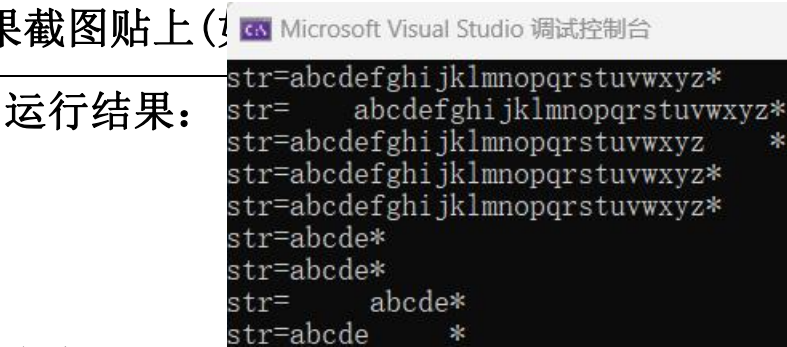 果截图贴上(
Microsoft Visual Studio 调试控制台
运行结果：
str=abcdefghijklmnopqrstuvwxyz*
str=    abcdefghijklmnopqrstuvwxyz*
str=abcdefghijklmnopqrstuvwxyz    *
str=abcdefghijklmnopqrstuvwxyz*
str=abcdefghijklmnopqrstuvwxyz*
str=abcde*
str=abcde*
str=     abcde*
str=abcde     *